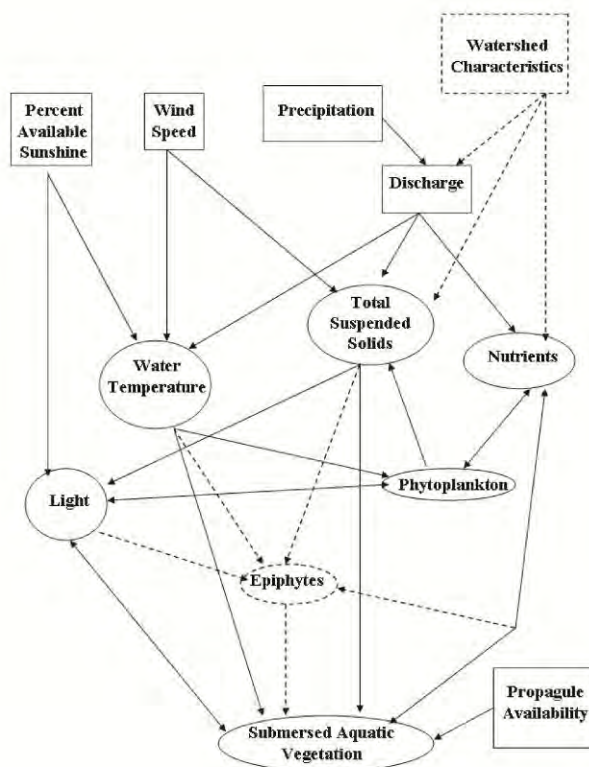 Watershed
Characteristics
Percent
Available
Sunshine
Wind
Speed
Precipitation
Discharge
Total
Suspended
Solids
Water
Temperature
Nutrients
Light
Phytoplankton
Epiphytes
Propagule
Availability
Submersed Aquatic
Vegetation